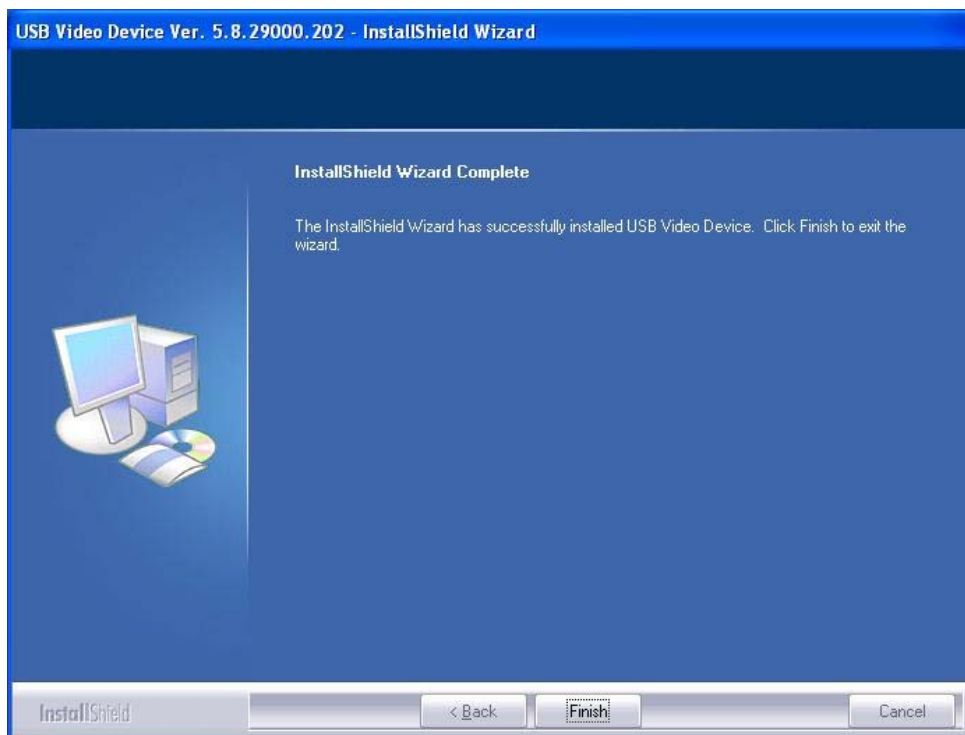 USB Video Device Ver. 5.8.29000.202 - InstallShield Wizard
InstallShield Wizard Complete
The InstallShield Wizard has successfully installed USB Video Device. Click Finish to exit the
wizard.
InstallShield
< Back
Finish
Cancel